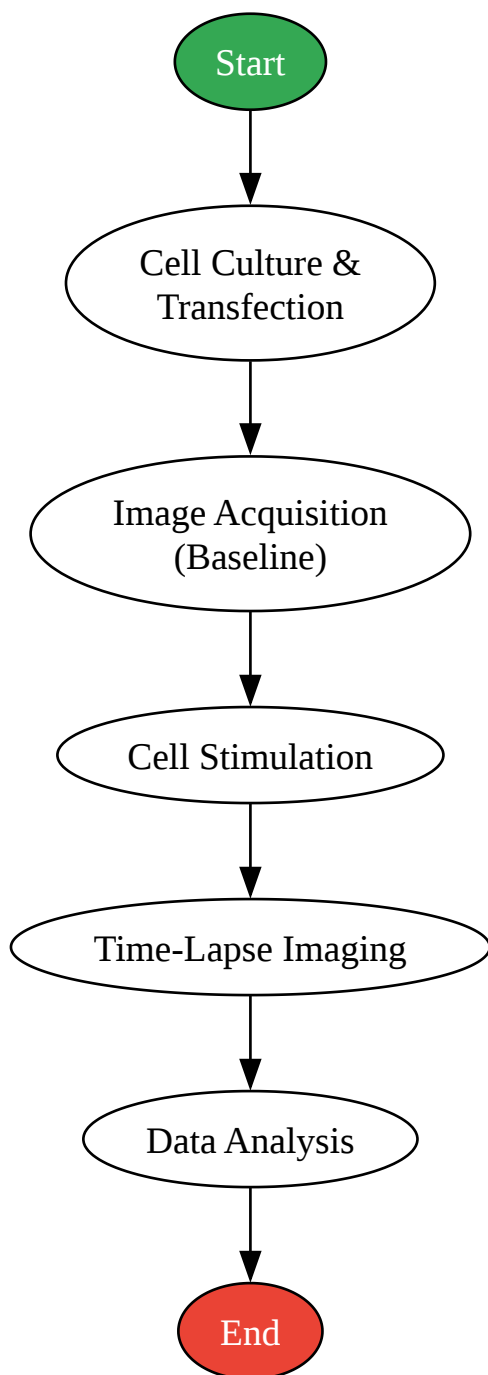 Start
Cell Culture &
Transfection
Image Acquisition
(Baseline)
Cell Stimulation
Time-Lapse Imaging
Data Analysis
End